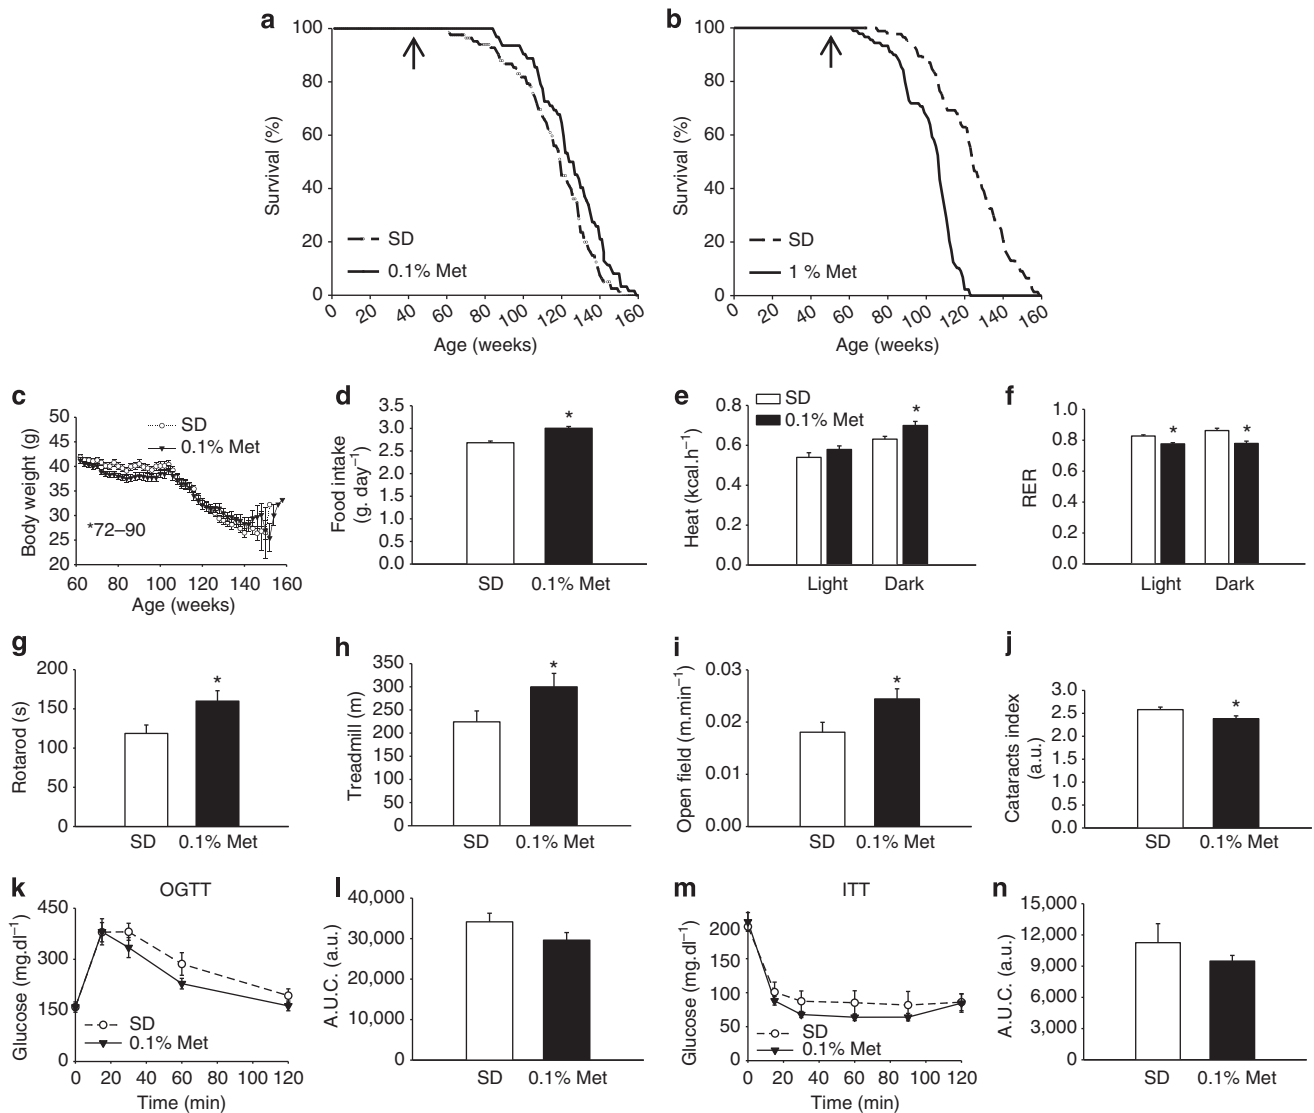 a
Survival (%)
100
80
60
40
20
0
SD
0.1% Met
0 20 40 60 80 100 120 140 160
Age (weeks)
b
Survival (%)
100
80
60
40
20
0
SD
1 % Met
0 20 40 60 80 100 120 140 160
Age (weeks)
c
Body weight (g)
50
45
40
35
30
25
20
SD
0.1% Met
*72–90
60 80 100 120 140 160
Age (weeks)
d
Food intake
(g. day⁻¹)
3.5
3.0
2.5
2.0
1.5
1.0
0.5
0.0
*
SD 0.1% Met
e
Heat (kcal.h⁻¹)
0.8
0.6
0.4
0.2
0.0
SD
0.1% Met
*
Light Dark
f
RER
1.0
0.8
0.6
0.4
0.2
0.0
* *
Light Dark
g
Rotarod (s)
200
150
100
50
0
*
SD 0.1% Met
h
Treadmill (m)
350
300
250
200
150
100
50
0
*
SD 0.1% Met
i
Open field (m.min⁻¹)
0.03
0.02
0.01
0.00
*
SD 0.1% Met
j
Cataracts index
(a.u.)
3.0
2.5
2.0
1.5
1.0
0.5
0.0
*
SD 0.1% Met
k
OGTT
Glucose (mg.dl⁻¹)
450
300
150
0
SD
0.1% Met
0 20 40 60 80 100 120
Time (min)
l
A.U.C. (a.u.)
40,000
30,000
20,000
10,000
0
SD 0.1% Met
m
ITT
Glucose (mg.dl⁻¹)
200
150
100
50
0
SD
0.1% Met
0 20 40 60 80 100 120
Time (min)
n
A.U.C. (a.u.)
15,000
12,000
9,000
6,000
3,000
0
SD 0.1% Met